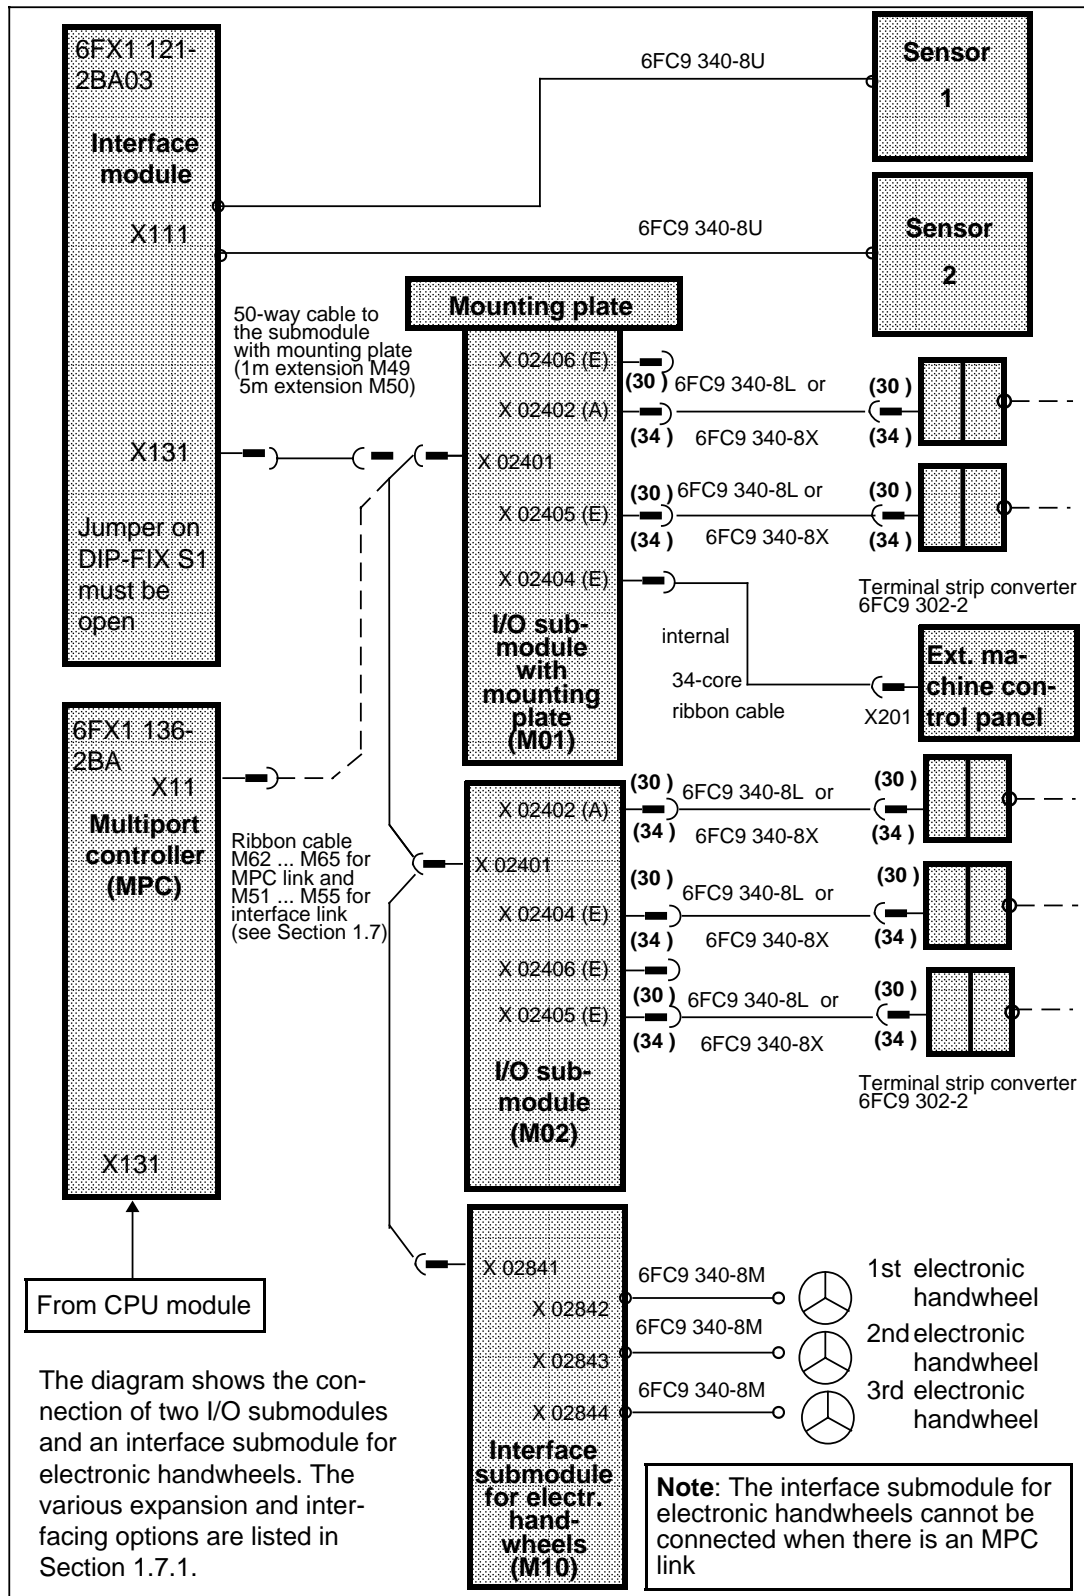 6FX1 121-
2BA03
Interface
module
X111
X131
Jumper on
DIP-FIX S1
must be
open
6FC9 340-8U
Sensor
1
6FC9 340-8U
Sensor
2
50-way cable to
the submodule
with mounting plate
(1m extension M49
5m extension M50)
Mounting plate
X 02406 (E)
X 02402 (A)
X 02401
X 02405 (E)
X 02404 (E)
I/O sub-
module
with
mounting
plate
(M01)
(30 ) 6FC9 340-8L or (30 )
(34 ) 6FC9 340-8X (34 )
(30 ) 6FC9 340-8L or (30 )
(34 ) 6FC9 340-8X (34 )
Terminal strip converter
6FC9 302-2
internal
34-core
ribbon cable
X201
Ext. ma-
chine con-
trol panel
6FX1 136-
2BA
X11
Multiport
controller
(MPC)
X131
Ribbon cable
M62 ... M65 for
MPC link and
M51 ... M55 for
interface link
(see Section 1.7)
X 02402 (A)
X 02401
X 02404 (E)
X 02406 (E)
X 02405 (E)
I/O sub-
module
(M02)
(30 ) 6FC9 340-8L or (30 )
(34 ) 6FC9 340-8X (34 )
(30 ) 6FC9 340-8L or (30 )
(34 ) 6FC9 340-8X (34 )
(30 ) 6FC9 340-8L or (30 )
(34 ) 6FC9 340-8X (34 )
Terminal strip converter
6FC9 302-2
From CPU module
X 02841
X 02842
X 02843
X 02844
Interface
submodule
for electr.
hand-
wheels
(M10)
6FC9 340-8M
1st electronic
handwheel
6FC9 340-8M
2nd electronic
handwheel
6FC9 340-8M
3rd electronic
handwheel
The diagram shows the con-
nection of two I/O submodules
and an interface submodule for
electronic handwheels. The
various expansion and inter-
facing options are listed in
Section 1.7.1.
Note: The interface submodule for
electronic handwheels cannot be
connected when there is an MPC
link